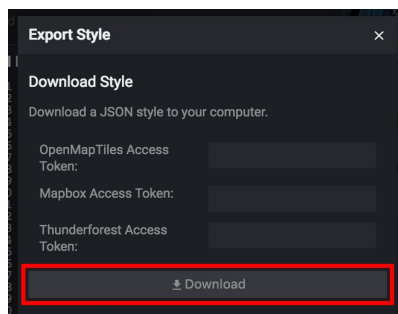 Export Style
×
Download Style
Download a JSON style to your computer.
OpenMapTiles Access
Token:
Mapbox Access Token:
Thunderforest Access
Token:
Download